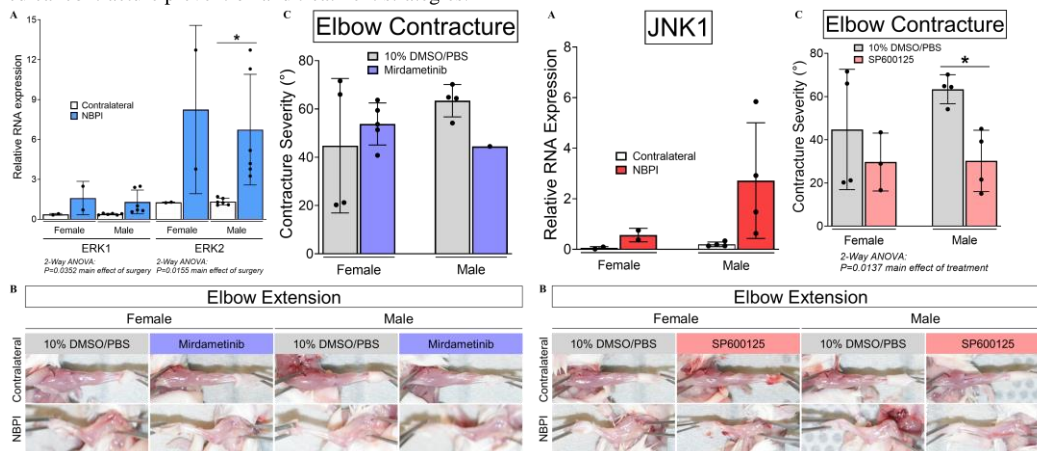 A
Relative RNA expression
15
12
9
6
3
0
Contralateral
NBPI
*
Female Male Female Male
ERK1 ERK2
2-Way ANOVA: 2-Way ANOVA:
P=0.0352 main effect of surgery P=0.0155 main effect of surgery
C
Elbow Contracture
Contracture Severity (°)
80
60
40
20
0
10% DMSO/PBS
Mirdametinib
Female Male
A
JNK1
Relative RNA Expression
8
6
4
2
0
Contralateral
NBPI
Female Male
C
Elbow Contracture
Contracture Severity (°)
80
60
40
20
0
10% DMSO/PBS
SP600125
*
Female Male
2-Way ANOVA:
P=0.0137 main effect of treatment
B
Elbow Extension
Female Male
10% DMSO/PBS Mirdametinib 10% DMSO/PBS Mirdametinib
Contralateral
NBPI
B
Elbow Extension
Female Male
10% DMSO/PBS SP600125 10% DMSO/PBS SP600125
Contralateral
NBPI